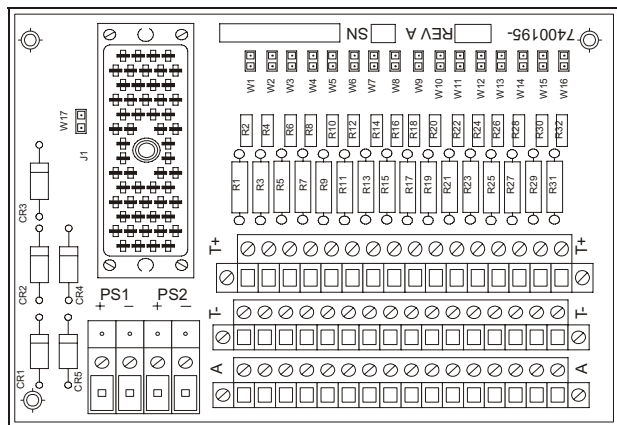 SN REV A 7400195-
W1 W2 W3 W4 W5 W6 W7 W8 W9 W10 W11 W12 W13 W14 W15 W16
W17
J1
R2 R4 R6 R8 R10 R12 R14 R16 R18 R20 R22 R24 R26 R28 R30 R32
R1 R3 R5 R7 R9 R11 R13 R15 R17 R19 R21 R23 R25 R27 R29 R31
CR3
T+ T+
CR2 CR4
PS1 PS2
+ − + −
T- T-
CR1 CR5
A A